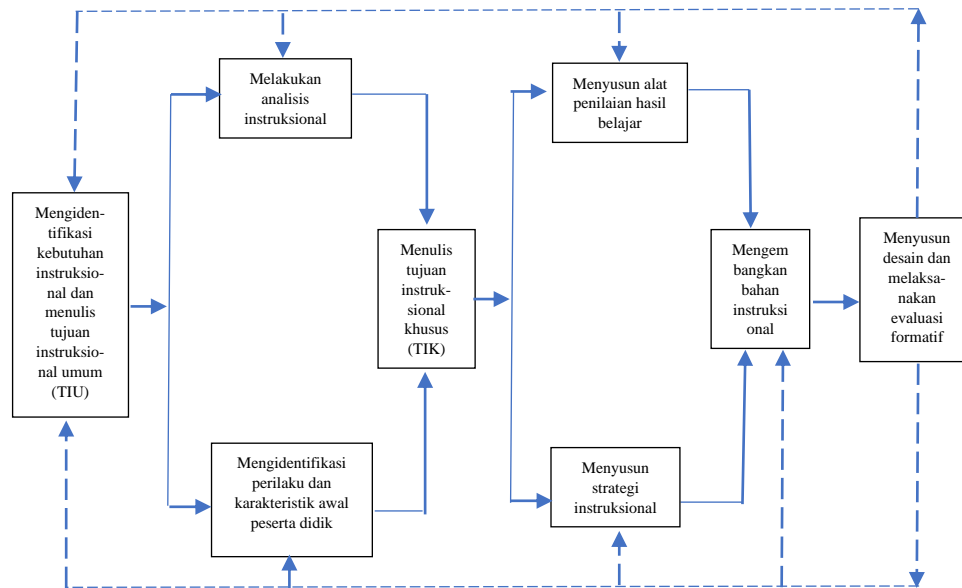 Melakukan
analisis
instruksional
Menyusun alat
penilaian hasil
belajar
Mengiden-
tifikasi
kebutuhan
instruksio-
nal dan
menulis
tujuan
instruksio-
nal umum
(TIU)
Menulis
tujuan
instruk-
sional
khusus
(TIK)
Mengem
bangkan
bahan
instruksi
onal
Menyusun
desain dan
melaksa-
nakan
evaluasi
formatif
Mengidentifikasi
perilaku dan
karakteristik awal
peserta didik
Menyusun
strategi
instruksional